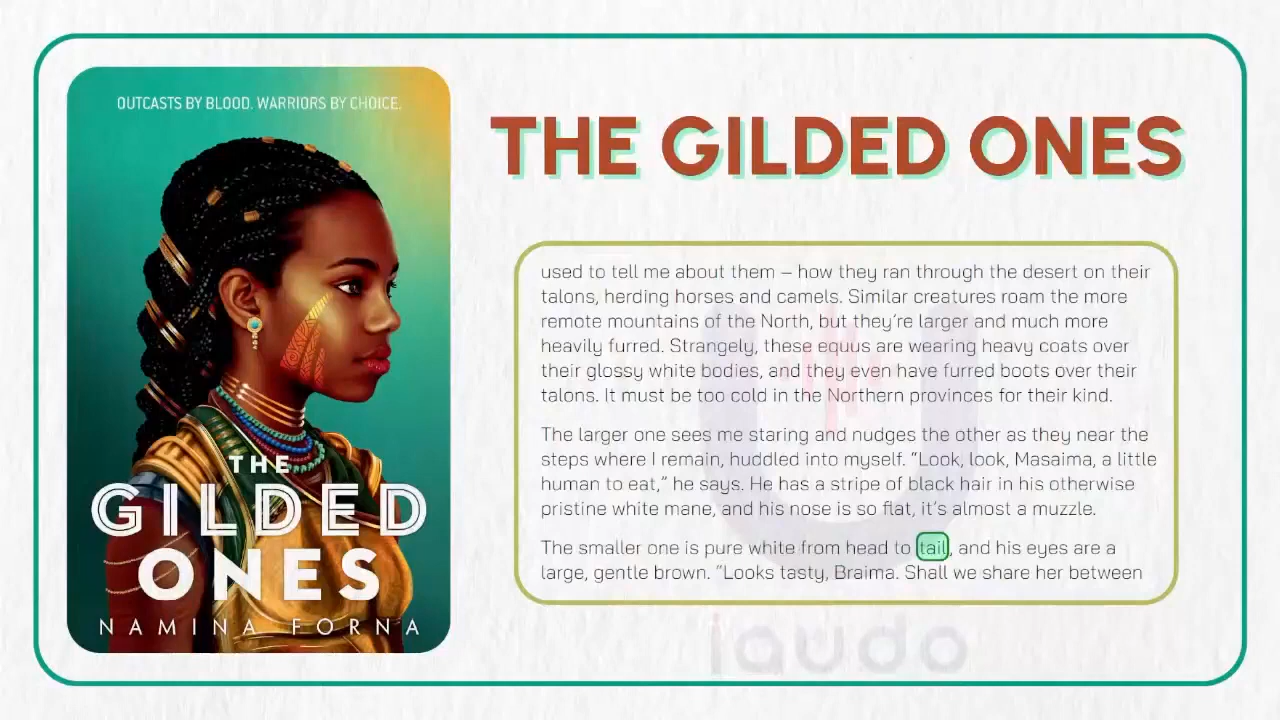 OUTCASTS BY BLOOD. WARRIORS BY CHOICE.
THE
GILDED
ONES
NAMINA FORNA
THE GILDED ONES
used to tell me about them – how they ran through the desert on their
talons, herding horses and camels. Similar creatures roam the more
remote mountains of the North, but they're larger and much more
heavily furred. Strangely, these equus are wearing heavy coats over
their glossy white bodies, and they even have furred boots over their
talons. It must be too cold in the Northern provinces for their kind.
The larger one sees me staring and nudges the other as they near the
steps where I remain, huddled into myself. “Look, look, Masaima, a little
human to eat,” he says. He has a stripe of black hair in his otherwise
pristine white mane, and his nose is so flat, it's almost a muzzle.
The smaller one is pure white from head to tail, and his eyes are a
large, gentle brown. “Looks tasty, Braima. Shall we share her between
iaudo